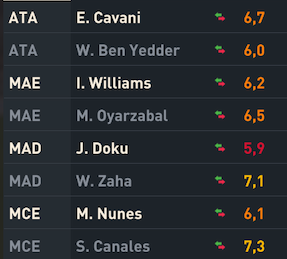 ATA E. Cavani 6,7
ATA W. Ben Yedder 6,0
MAE I. Williams 6,2
MAE M. Oyarzabal 6,5
MAD J. Doku 5,9
MAD W. Zaha 7,1
MCE M. Nunes 6,1
MCE S. Canales 7,3